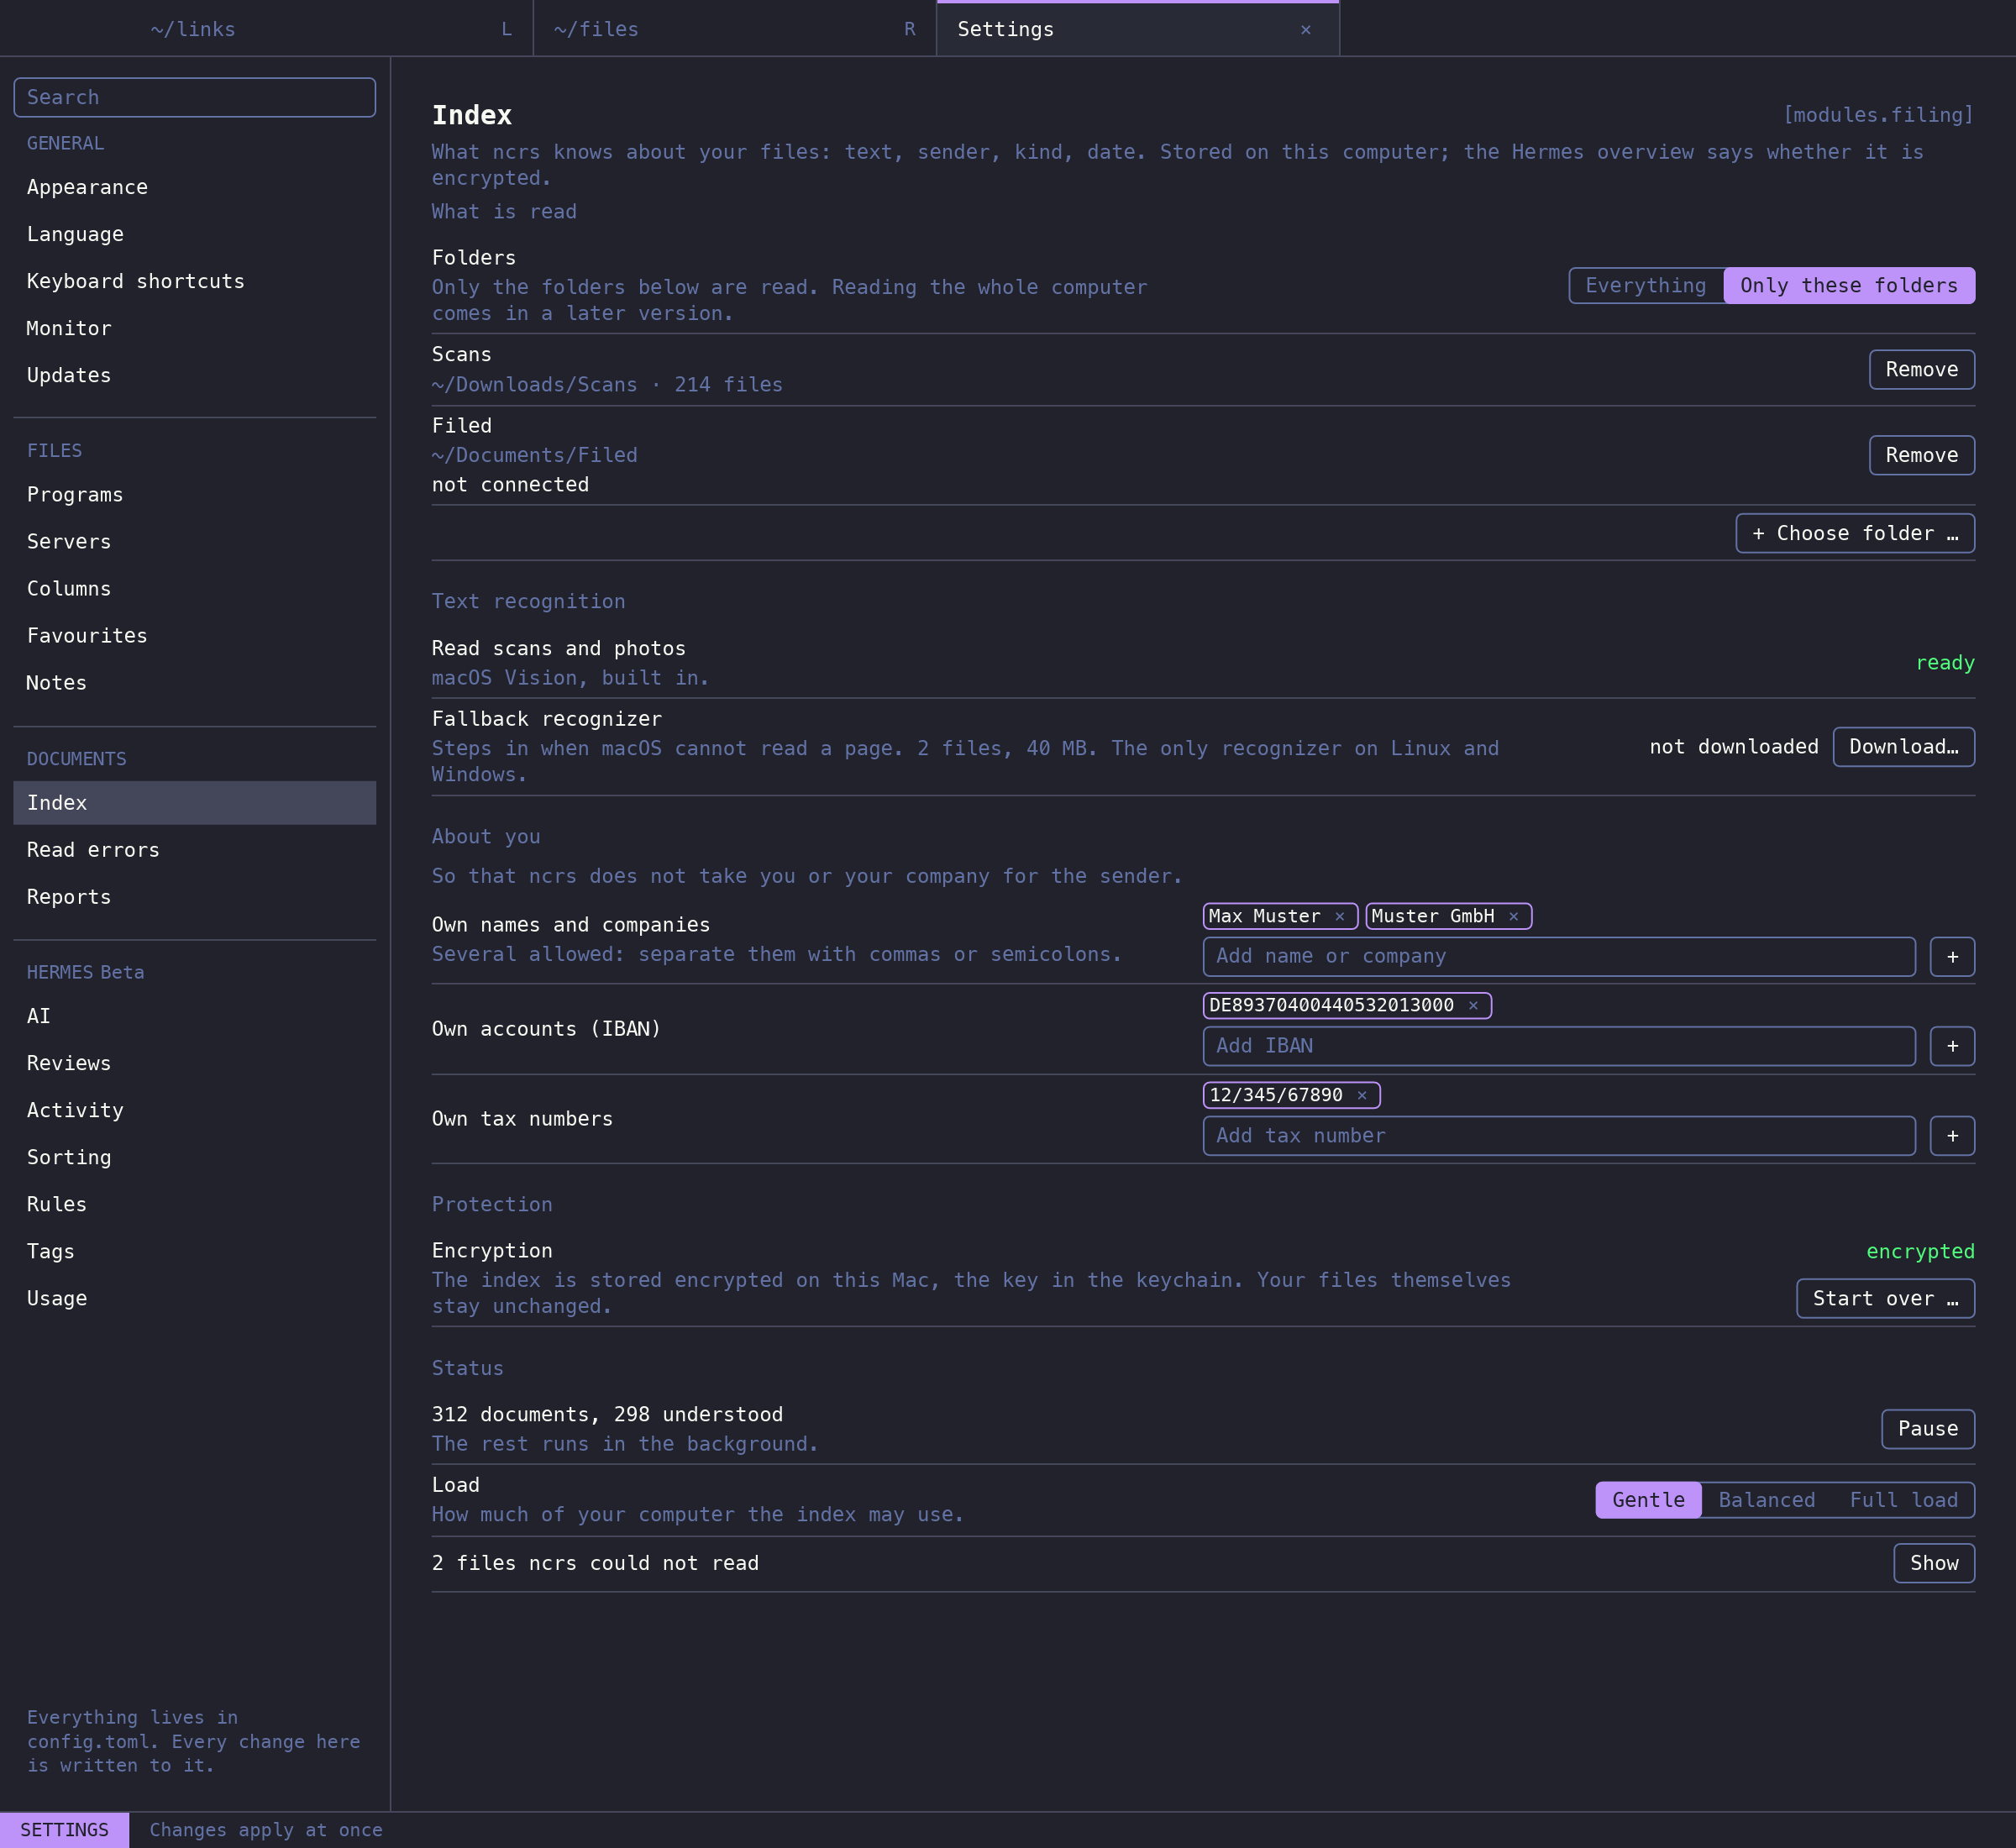 ~/links L ~/files R Settings ×
Search
GENERAL
Appearance
Language
Keyboard shortcuts
Monitor
Updates
FILES
Programs
Servers
Columns
Favourites
Notes
DOCUMENTS
Index
Read errors
Reports
HERMES Beta
AI
Reviews
Activity
Sorting
Rules
Tags
Usage
Everything lives in
config.toml. Every change here
is written to it.
Index [modules.filing]
What ncrs knows about your files: text, sender, kind, date. Stored on this computer; the Hermes overview says whether it is
encrypted.
What is read
Folders
Only the folders below are read. Reading the whole computer
comes in a later version.
Everything Only these folders
Scans
~/Downloads/Scans · 214 files
Remove
Filed
~/Documents/Filed
not connected
Remove
+ Choose folder …
Text recognition
Read scans and photos
macOS Vision, built in.
ready
Fallback recognizer
Steps in when macOS cannot read a page. 2 files, 40 MB. The only recognizer on Linux and
Windows.
not downloaded Download…
About you
So that ncrs does not take you or your company for the sender.
Own names and companies
Several allowed: separate them with commas or semicolons.
Max Muster × Muster GmbH ×
Add name or company +
Own accounts (IBAN)
DE89370400440532013000 ×
Add IBAN +
Own tax numbers
12/345/67890 ×
Add tax number +
Protection
Encryption
The index is stored encrypted on this Mac, the key in the keychain. Your files themselves
stay unchanged.
encrypted
Start over …
Status
312 documents, 298 understood
The rest runs in the background.
Pause
Load
How much of your computer the index may use.
Gentle Balanced Full load
2 files ncrs could not read
Show
SETTINGS Changes apply at once